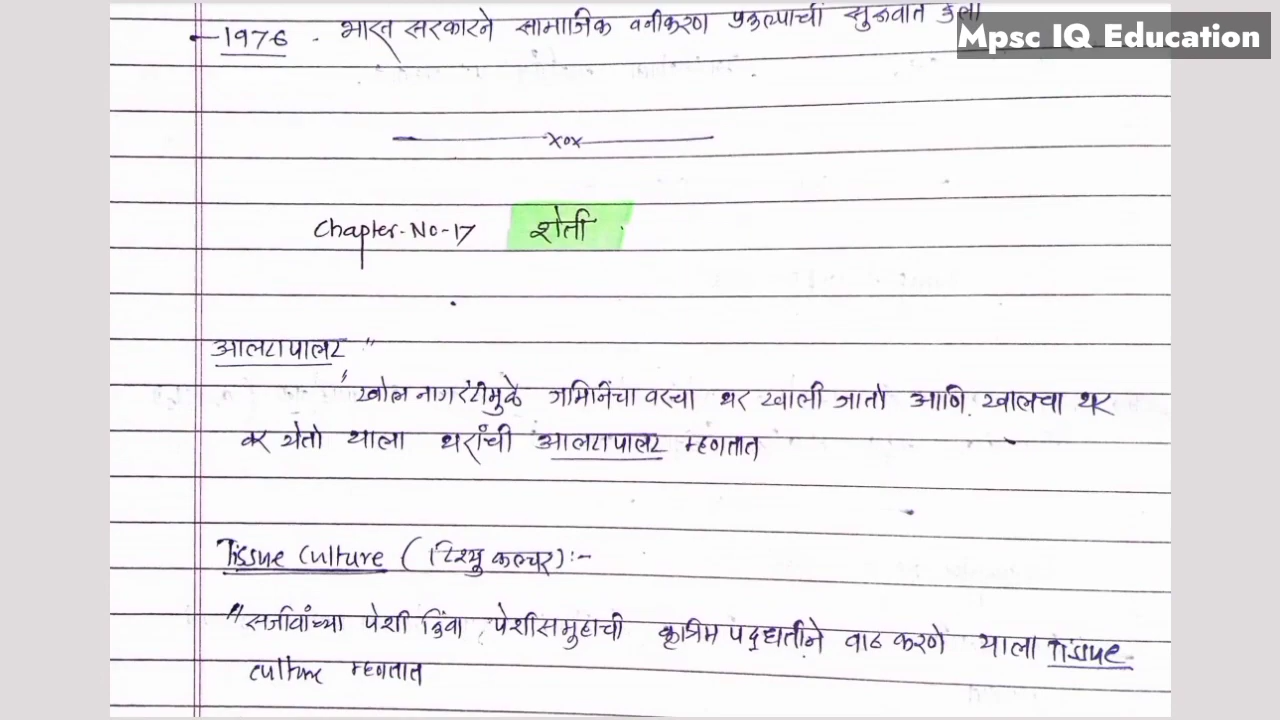 Mpsc IQ Education
- 1976 . भारत सरकारने सामाजिक वनीकरण प्रकल्पाची सुरुवात केली
xox
Chapter-No-17 शेती
आलटापालट "
" खोल नागरटीमुळे जमिनीचा वरचा थर खाली जातो आणि खालचा थर
वर येतो याला थरांची आलटापालट म्हणतात
Tissue Culture ( टिश्यु कल्चर) :-
" सजीवांच्या पेशी किंवा पेशीसमुहाची कृत्रिम पद्धतीने वाढ करणे याला Tissue
culture म्हणतात